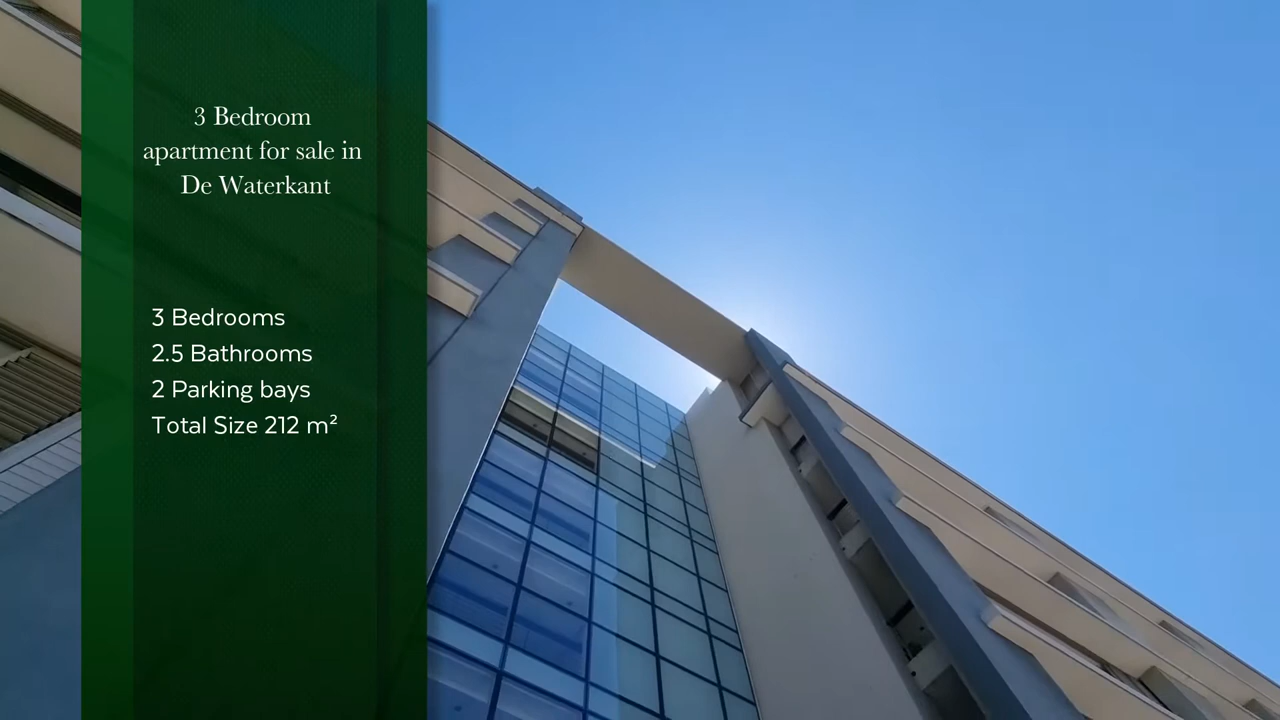 3 Bedroom
apartment for sale in
De Waterkant
3 Bedrooms
2.5 Bathrooms
2 Parking bays
Total Size 212 m²